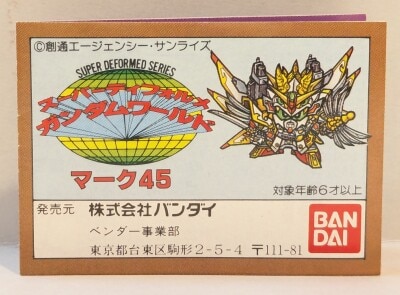 ©創通エージェンシー・サンライズ
SUPER DEFORMED SERIES
スーパーディフォルメ
ガンダムワールド
マーク45
対象年齢6才以上
発売元 株式会社バンダイ
ベンダー事業部
東京都台東区駒形2-5-4 〒111-81
BAN
DAI